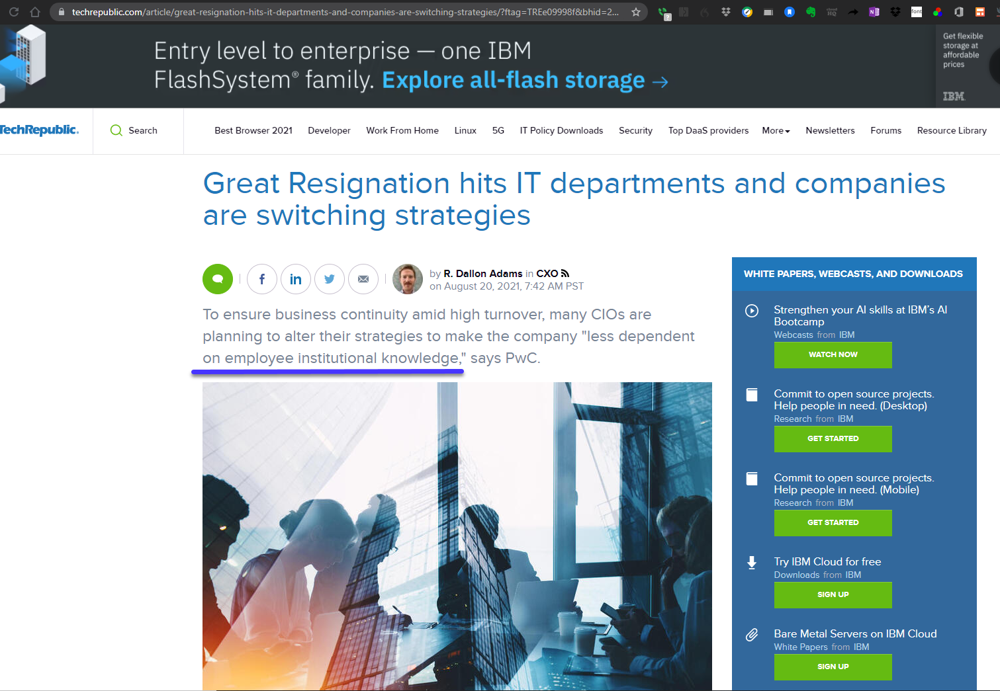 techrepublic.com/article/great-resignation-hits-it-departments-and-companies-are-switching-strategies/?ftag=TREe09998f&bhid=2...
Entry level to enterprise — one IBM
FlashSystem® family. Explore all-flash storage →
Get flexible
storage at
affordable
prices
IBM
TechRepublic.
Search
Best Browser 2021
Developer
Work From Home
Linux
5G
IT Policy Downloads
Security
Top DaaS providers
More
Newsletters
Forums
Resource Library
Great Resignation hits IT departments and companies
are switching strategies
by R. Dallon Adams in CXO
on August 20, 2021, 7:42 AM PST
To ensure business continuity amid high turnover, many CIOs are
planning to alter their strategies to make the company "less dependent
on employee institutional knowledge," says PwC.
WHITE PAPERS, WEBCASTS, AND DOWNLOADS
Strengthen your AI skills at IBM's AI
Bootcamp
Webcasts from IBM
WATCH NOW
Commit to open source projects.
Help people in need. (Desktop)
Research from IBM
GET STARTED
Commit to open source projects.
Help people in need. (Mobile)
Research from IBM
GET STARTED
Try IBM Cloud for free
Downloads from IBM
SIGN UP
Bare Metal Servers on IBM Cloud
White Papers from IBM
SIGN UP